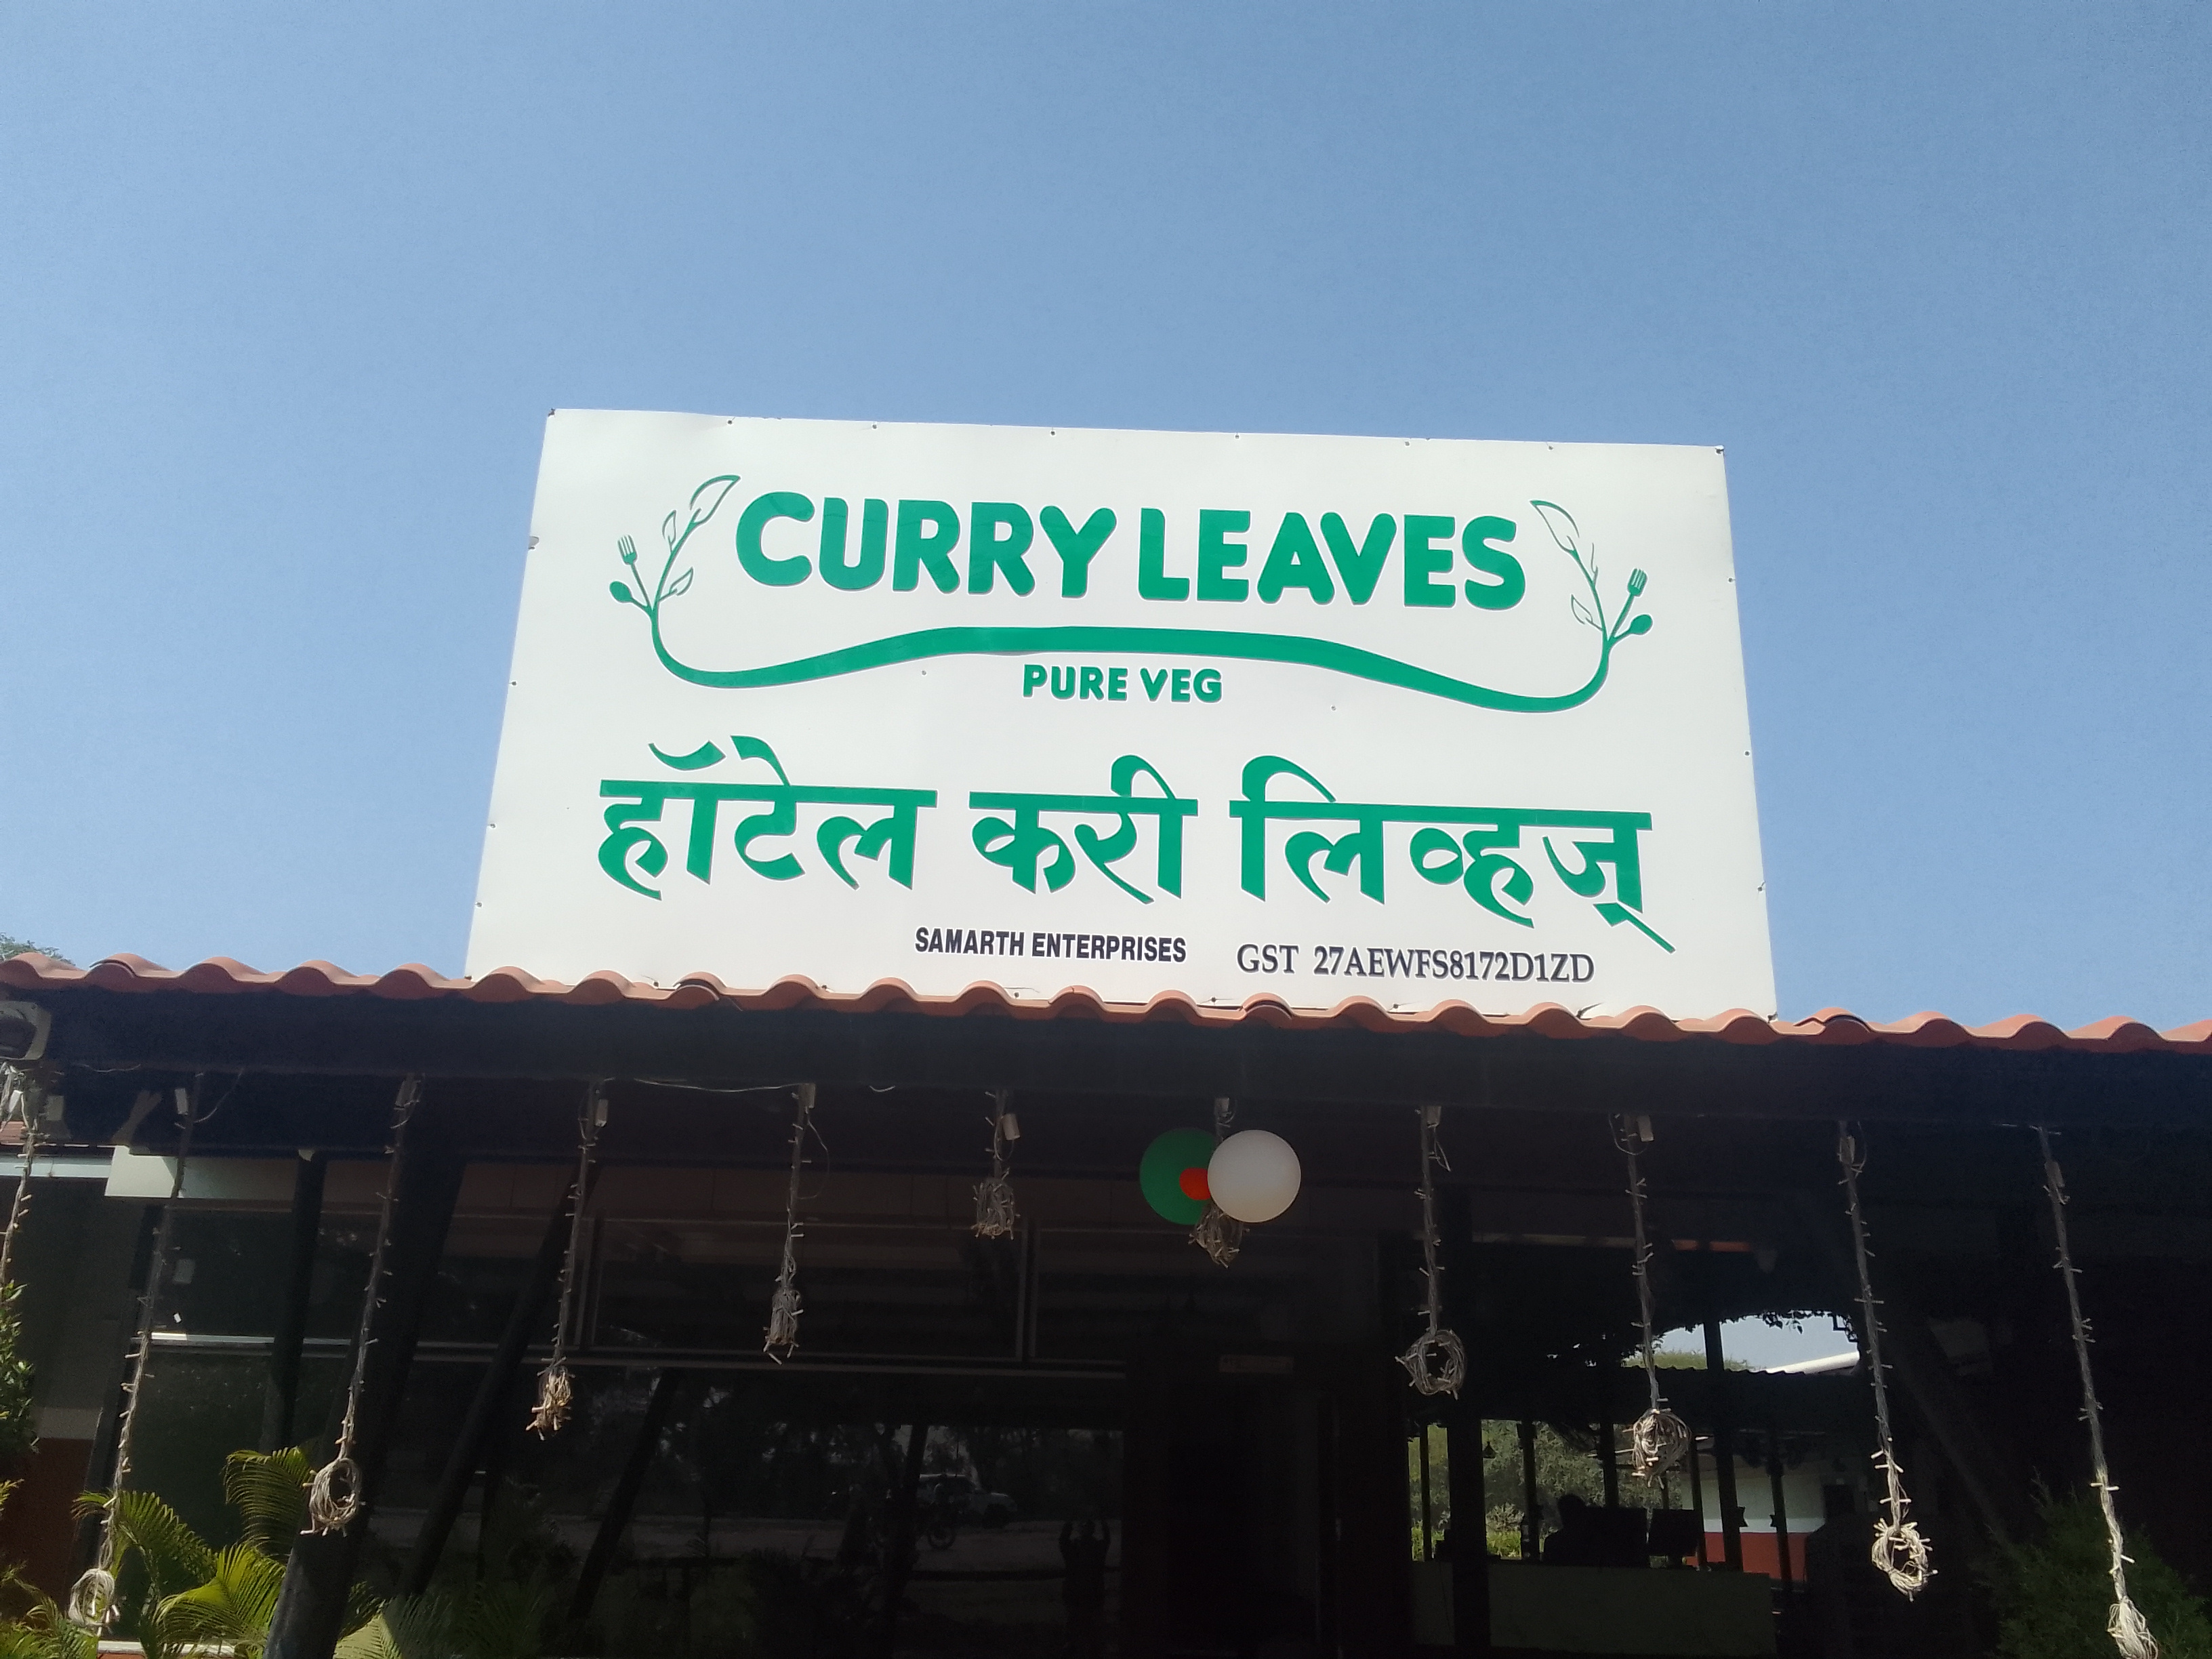 CURRY LEAVES
PURE VEG
हॉटेल करी लिव्हज्
SAMARTH ENTERPRISES GST 27AEWFS8172D1ZD